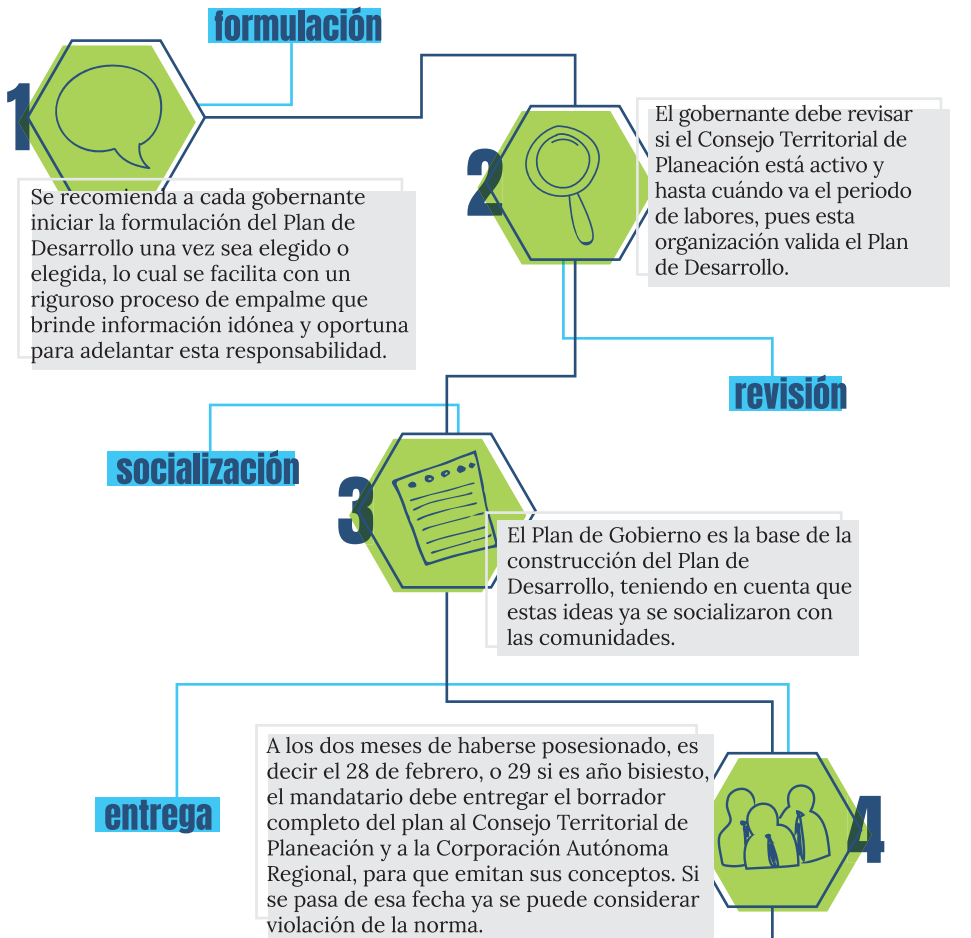 formulación
1
Se recomienda a cada gobernante
iniciar la formulación del Plan de
Desarrollo una vez sea elegido o
elegida, lo cual se facilita con un
riguroso proceso de empalme que
brinde información idónea y oportuna
para adelantar esta responsabilidad.
2
El gobernante debe revisar
si el Consejo Territorial de
Planeación está activo y
hasta cuándo va el periodo
de labores, pues esta
organización valida el Plan
de Desarrollo.
revisión
socialización
3
El Plan de Gobierno es la base de la
construcción del Plan de
Desarrollo, teniendo en cuenta que
estas ideas ya se socializaron con
las comunidades.
entrega
A los dos meses de haberse posesionado, es
decir el 28 de febrero, o 29 si es año bisiesto,
el mandatario debe entregar el borrador
completo del plan al Consejo Territorial de
Planeación y a la Corporación Autónoma
Regional, para que emitan sus conceptos. Si
se pasa de esa fecha ya se puede considerar
violación de la norma.
4